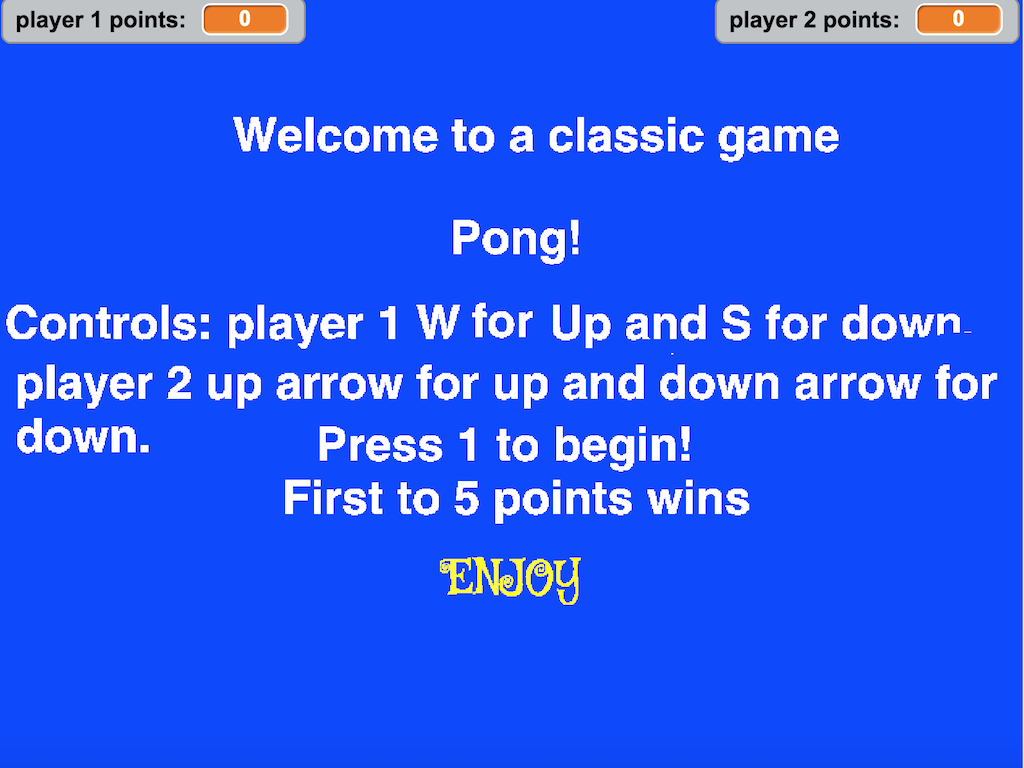 player 1 points: 0
player 2 points: 0
Welcome to a classic game
Pong!
Controls: player 1 W for Up and S for down
player 2 up arrow for up and down arrow for
down.
Press 1 to begin!
First to 5 points wins
ENJOY